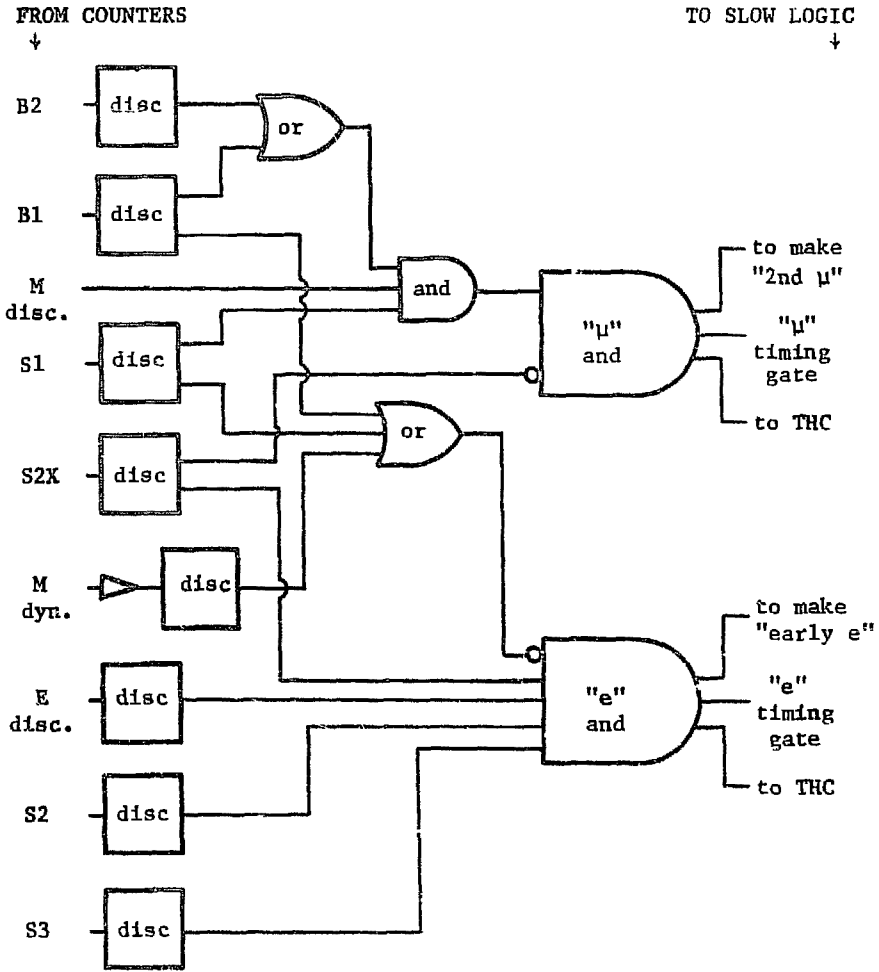 FROM COUNTERS
TO SLOW LOGIC
B2
disc
or
B1
disc
to make
"2nd μ"
M
disc.
and
"μ"
and
"μ"
timing
gate
S1
disc
to THC
or
S2X
disc
M
dyn.
disc
to make
"early e"
E
disc.
disc
"e"
and
"e"
timing
gate
S2
disc
to THC
S3
disc